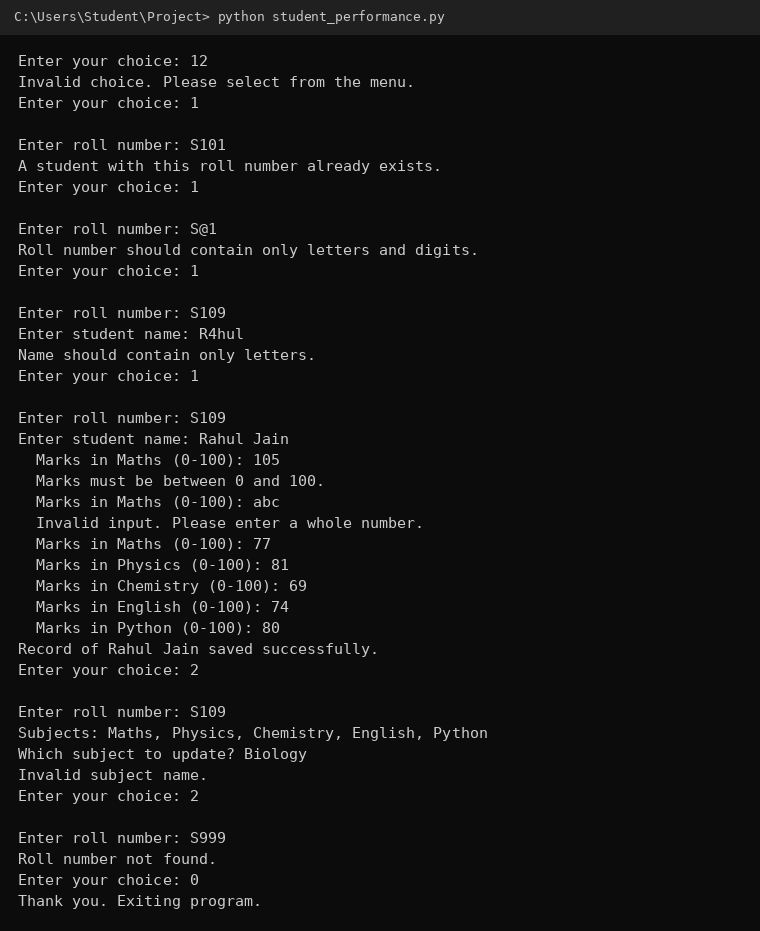 C:\Users\Student\Project> python student_performance.py
Enter your choice: 12
Invalid choice. Please select from the menu.
Enter your choice: 1
Enter roll number: S101
A student with this roll number already exists.
Enter your choice: 1
Enter roll number: S@1
Roll number should contain only letters and digits.
Enter your choice: 1
Enter roll number: S109
Enter student name: R4hul
Name should contain only letters.
Enter your choice: 1
Enter roll number: S109
Enter student name: Rahul Jain
Marks in Maths (0-100): 105
Marks must be between 0 and 100.
Marks in Maths (0-100): abc
Invalid input. Please enter a whole number.
Marks in Maths (0-100): 77
Marks in Physics (0-100): 81
Marks in Chemistry (0-100): 69
Marks in English (0-100): 74
Marks in Python (0-100): 80
Record of Rahul Jain saved successfully.
Enter your choice: 2
Enter roll number: S109
Subjects: Maths, Physics, Chemistry, English, Python
Which subject to update? Biology
Invalid subject name.
Enter your choice: 2
Enter roll number: S999
Roll number not found.
Enter your choice: 0
Thank you. Exiting program.